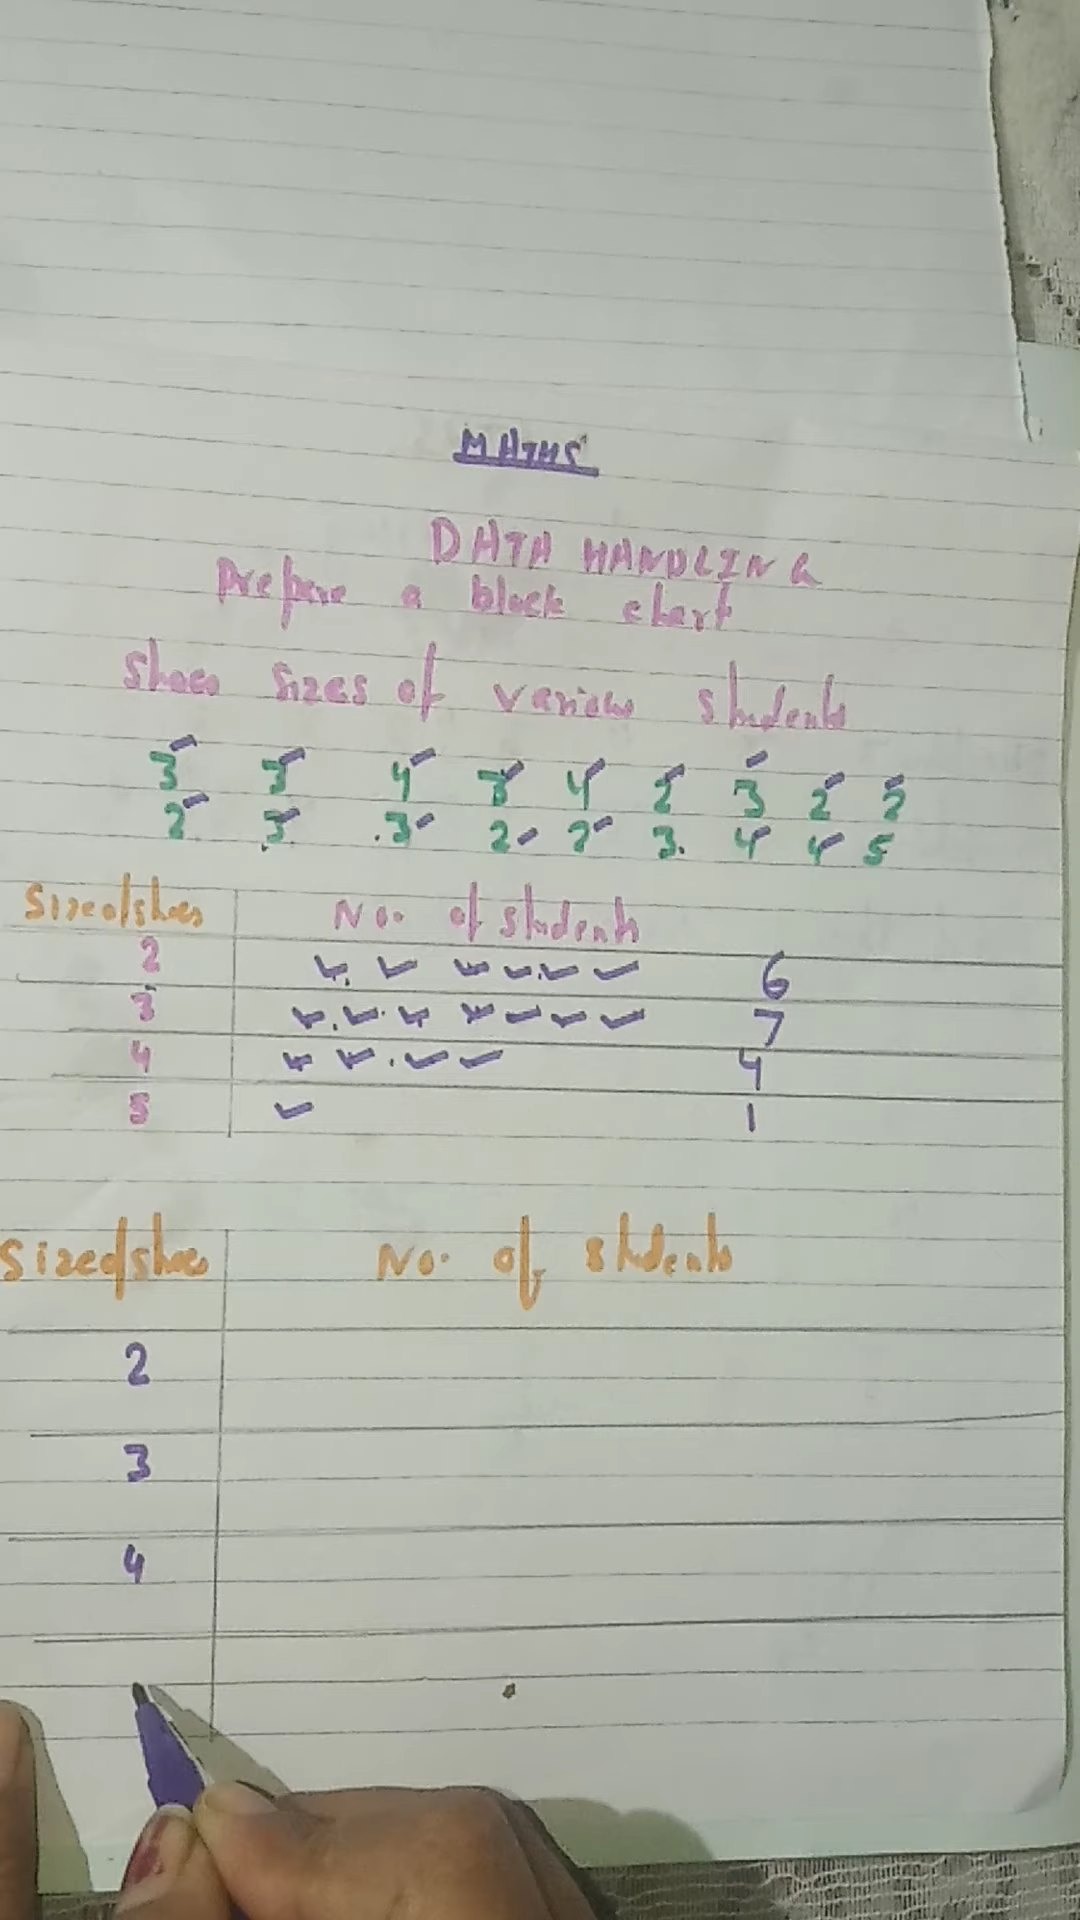 MATHS
DATA HANDLING
Prepare a block chart
Shoes sizes of various students
3 3 4 3 4 2 3 2 2
2 3 3 2 2 3 4 4 5
Size of shoes No. of students
2 6
3 7
4 4
5 1
Size of shoes No. of students
2
3
4